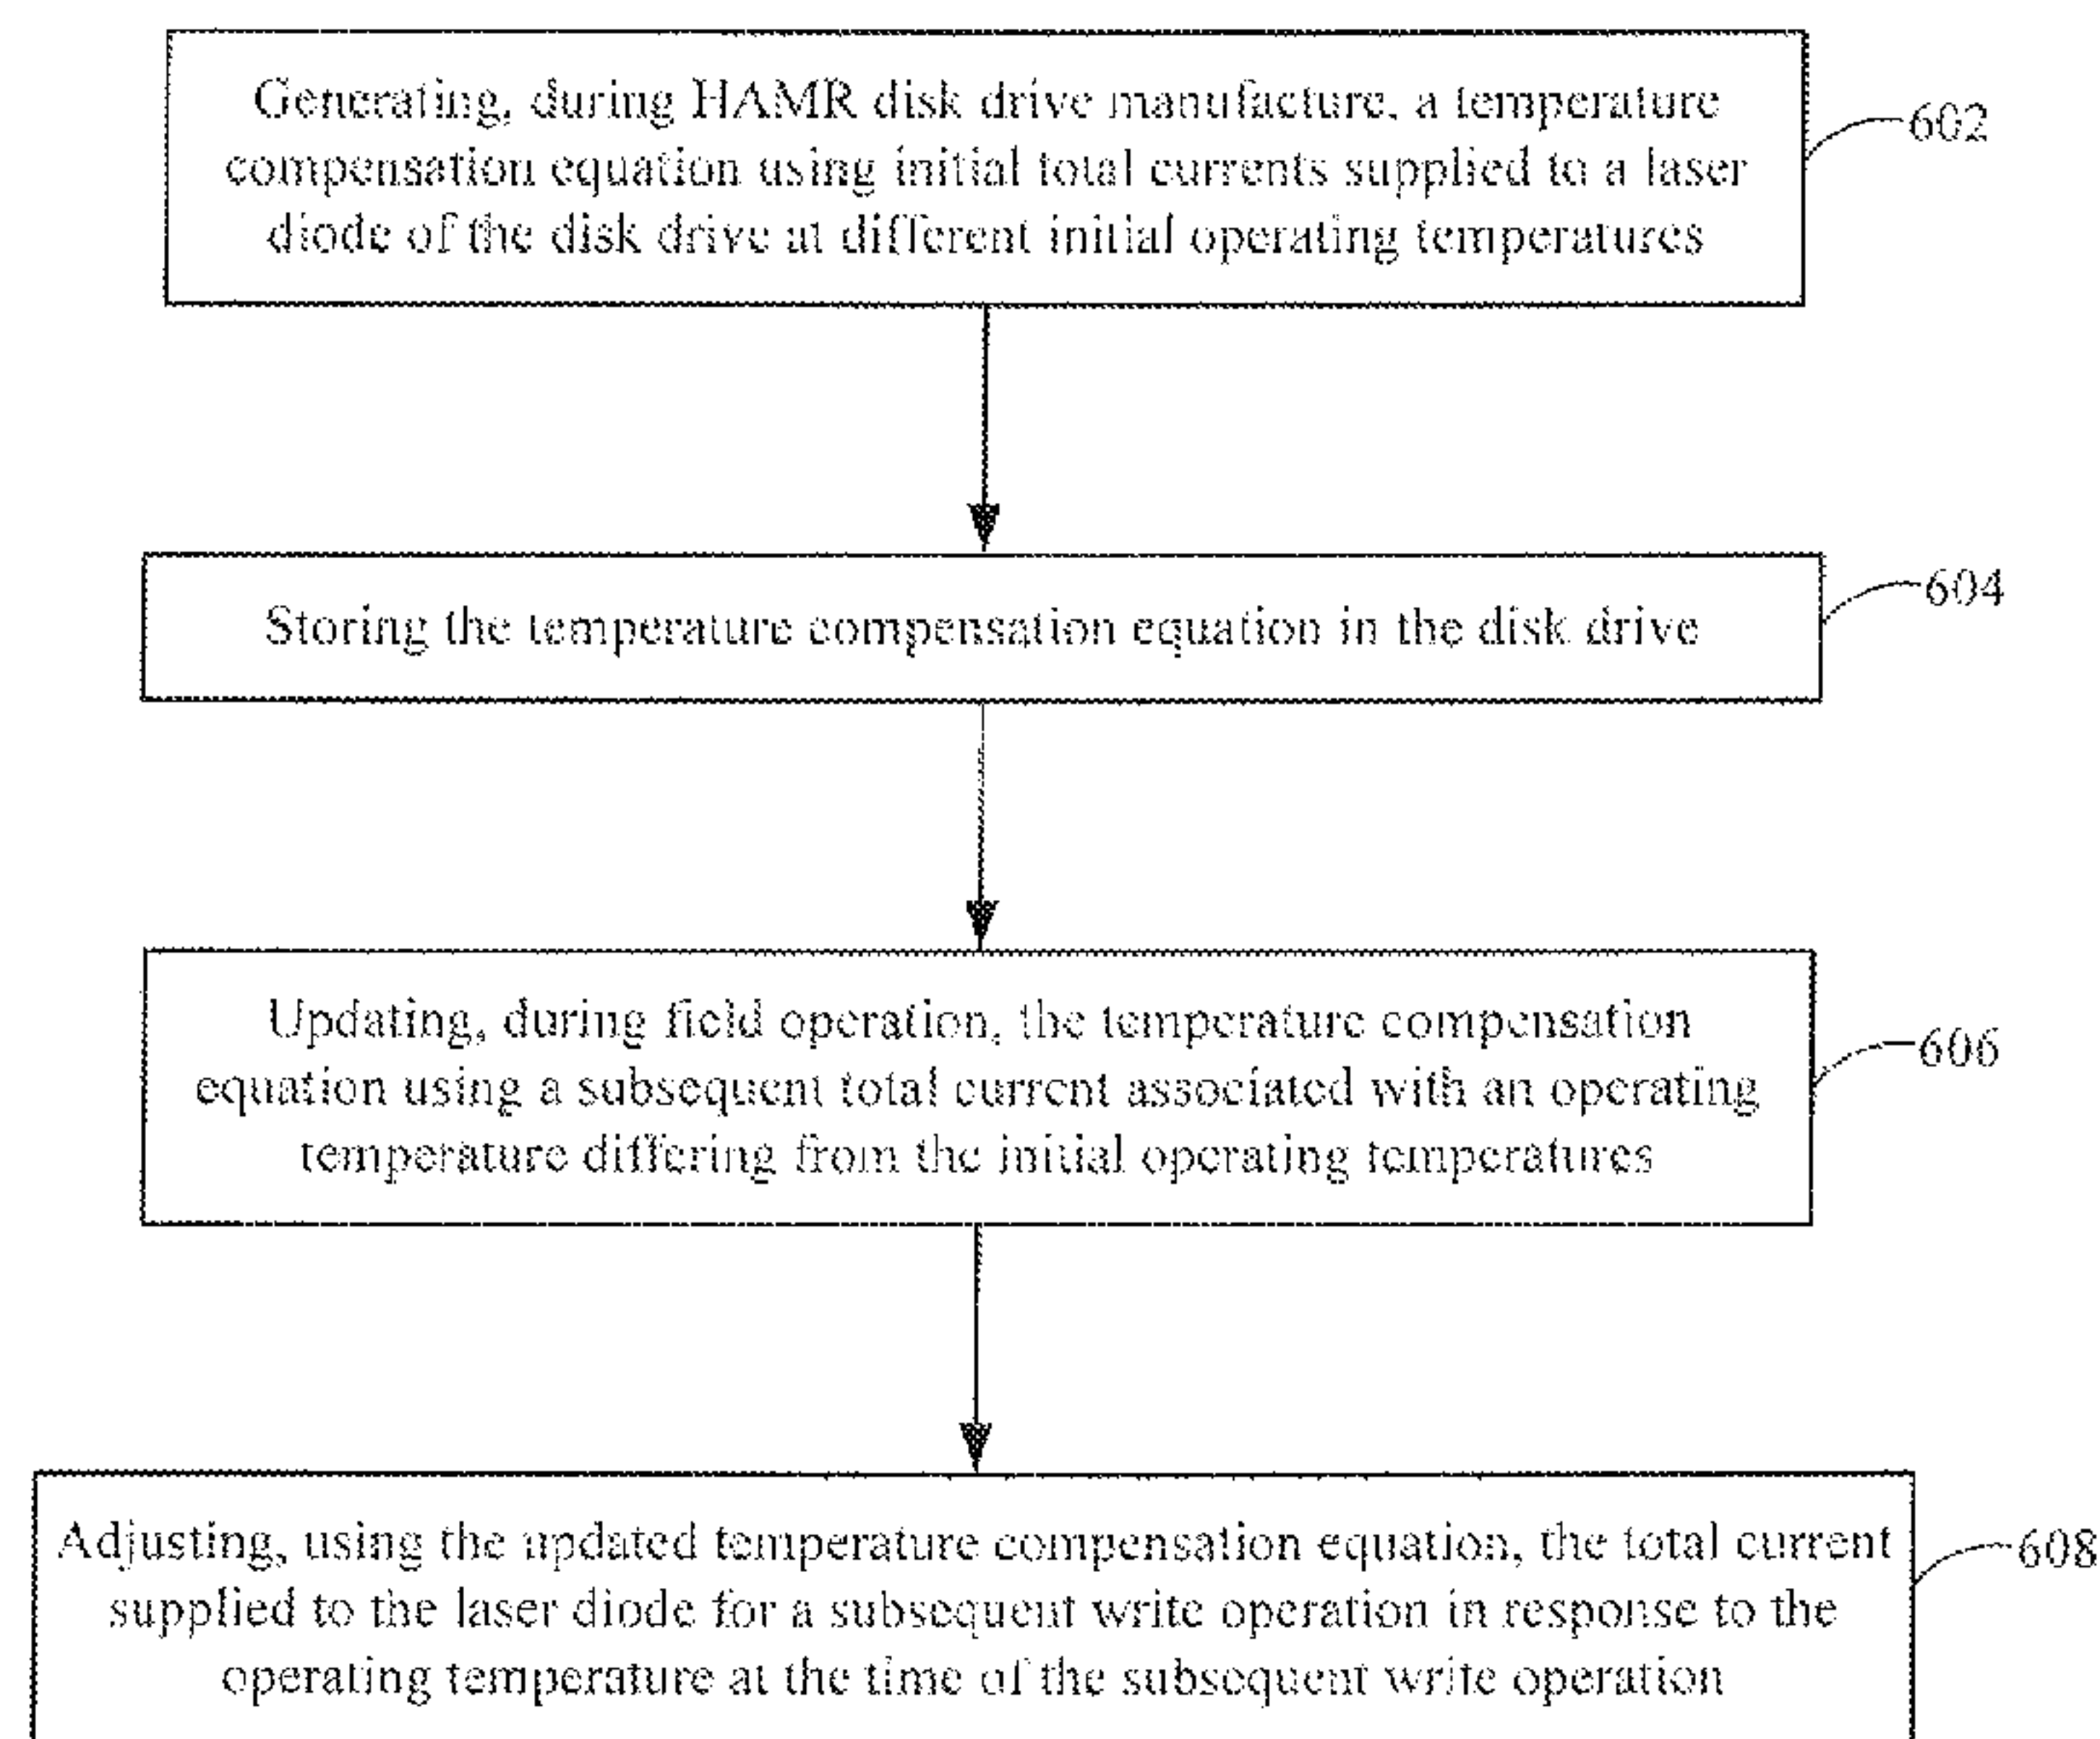 Generating, during HAMR disk drive manufacture, a temperature
compensation equation using initial total currents supplied to a laser
diode of the disk drive at different initial operating temperatures
602
Storing the temperature compensation equation in the disk drive
604
Updating, during field operation, the temperature compensation
equation using a subsequent total current associated with an operating
temperature differing from the initial operating temperatures
606
Adjusting, using the updated temperature compensation equation, the total current
supplied to the laser diode for a subsequent write operation in response to the
operating temperature at the time of the subsequent write operation
608